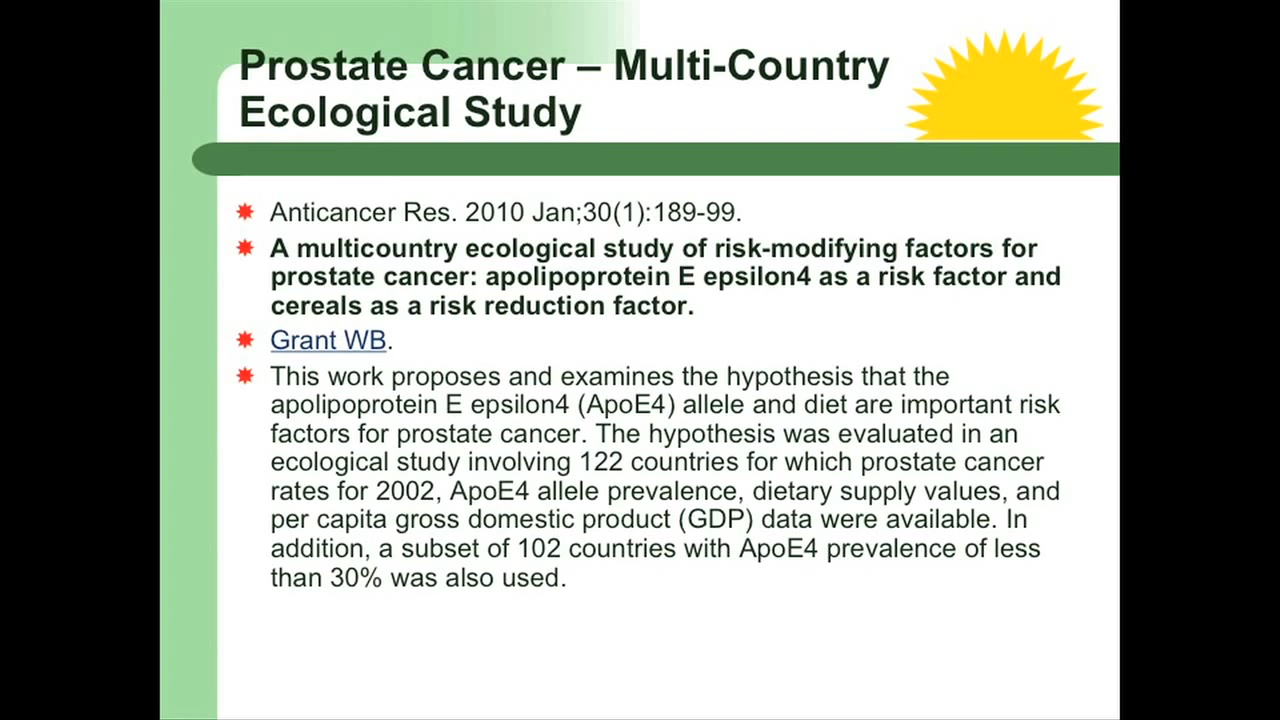 Prostate Cancer – Multi-Country
Ecological Study
Anticancer Res. 2010 Jan;30(1):189-99.
A multicountry ecological study of risk-modifying factors for
prostate cancer: apolipoprotein E epsilon4 as a risk factor and
cereals as a risk reduction factor.
Grant WB.
This work proposes and examines the hypothesis that the
apolipoprotein E epsilon4 (ApoE4) allele and diet are important risk
factors for prostate cancer. The hypothesis was evaluated in an
ecological study involving 122 countries for which prostate cancer
rates for 2002, ApoE4 allele prevalence, dietary supply values, and
per capita gross domestic product (GDP) data were available. In
addition, a subset of 102 countries with ApoE4 prevalence of less
than 30% was also used.